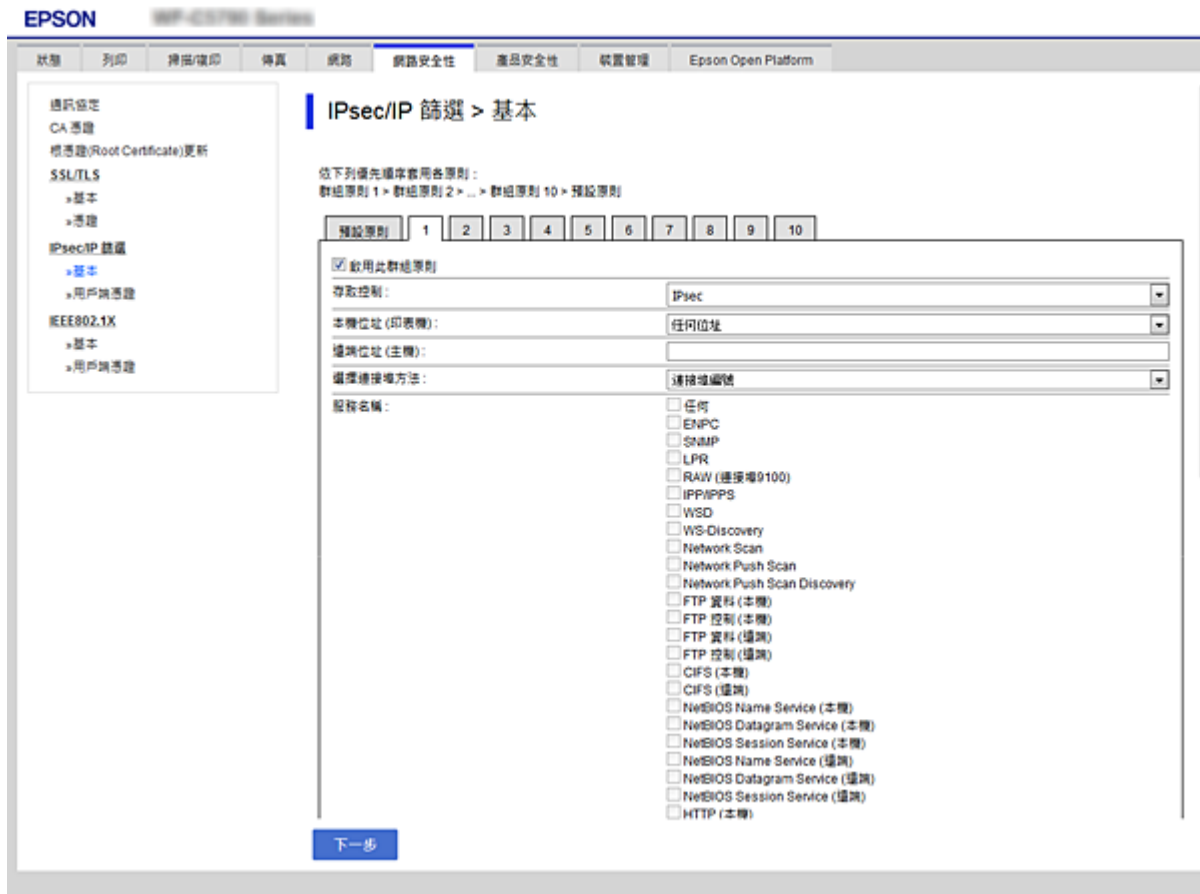 EPSON
狀態 列印 掃描/複印 傳真 網路 網路安全性 產品安全性 裝置管理 Epson Open Platform
通訊協定
CA 憑證
根憑證(Root Certificate)更新
SSL/TLS
»基本
»憑證
IPsec/IP 篩選
»基本
»用戶端憑證
IEEE802.1X
»基本
»用戶端憑證
IPsec/IP 篩選 > 基本
依下列優先順序套用各原則 :
群組原則 1 > 群組原則 2 > ... > 群組原則 10 > 預設原則
預設原則 1 2 3 4 5 6 7 8 9 10
啟用此群組原則
存取控制 : IPsec
本機位址 (印表機) : 任何位址
遠端位址 (主機) :
選擇連接埠方法 : 連接埠編號
服務名稱 : 任何
ENPC
SNMP
LPR
RAW (連接埠9100)
IPP/IPPS
WSD
WS-Discovery
Network Scan
Network Push Scan
Network Push Scan Discovery
FTP 資料 (本機)
FTP 控制 (本機)
FTP 資料 (遠端)
FTP 控制 (遠端)
CIFS (本機)
CIFS (遠端)
NetBIOS Name Service (本機)
NetBIOS Datagram Service (本機)
NetBIOS Session Service (本機)
NetBIOS Name Service (遠端)
NetBIOS Datagram Service (遠端)
NetBIOS Session Service (遠端)
HTTP (本機)
下一步